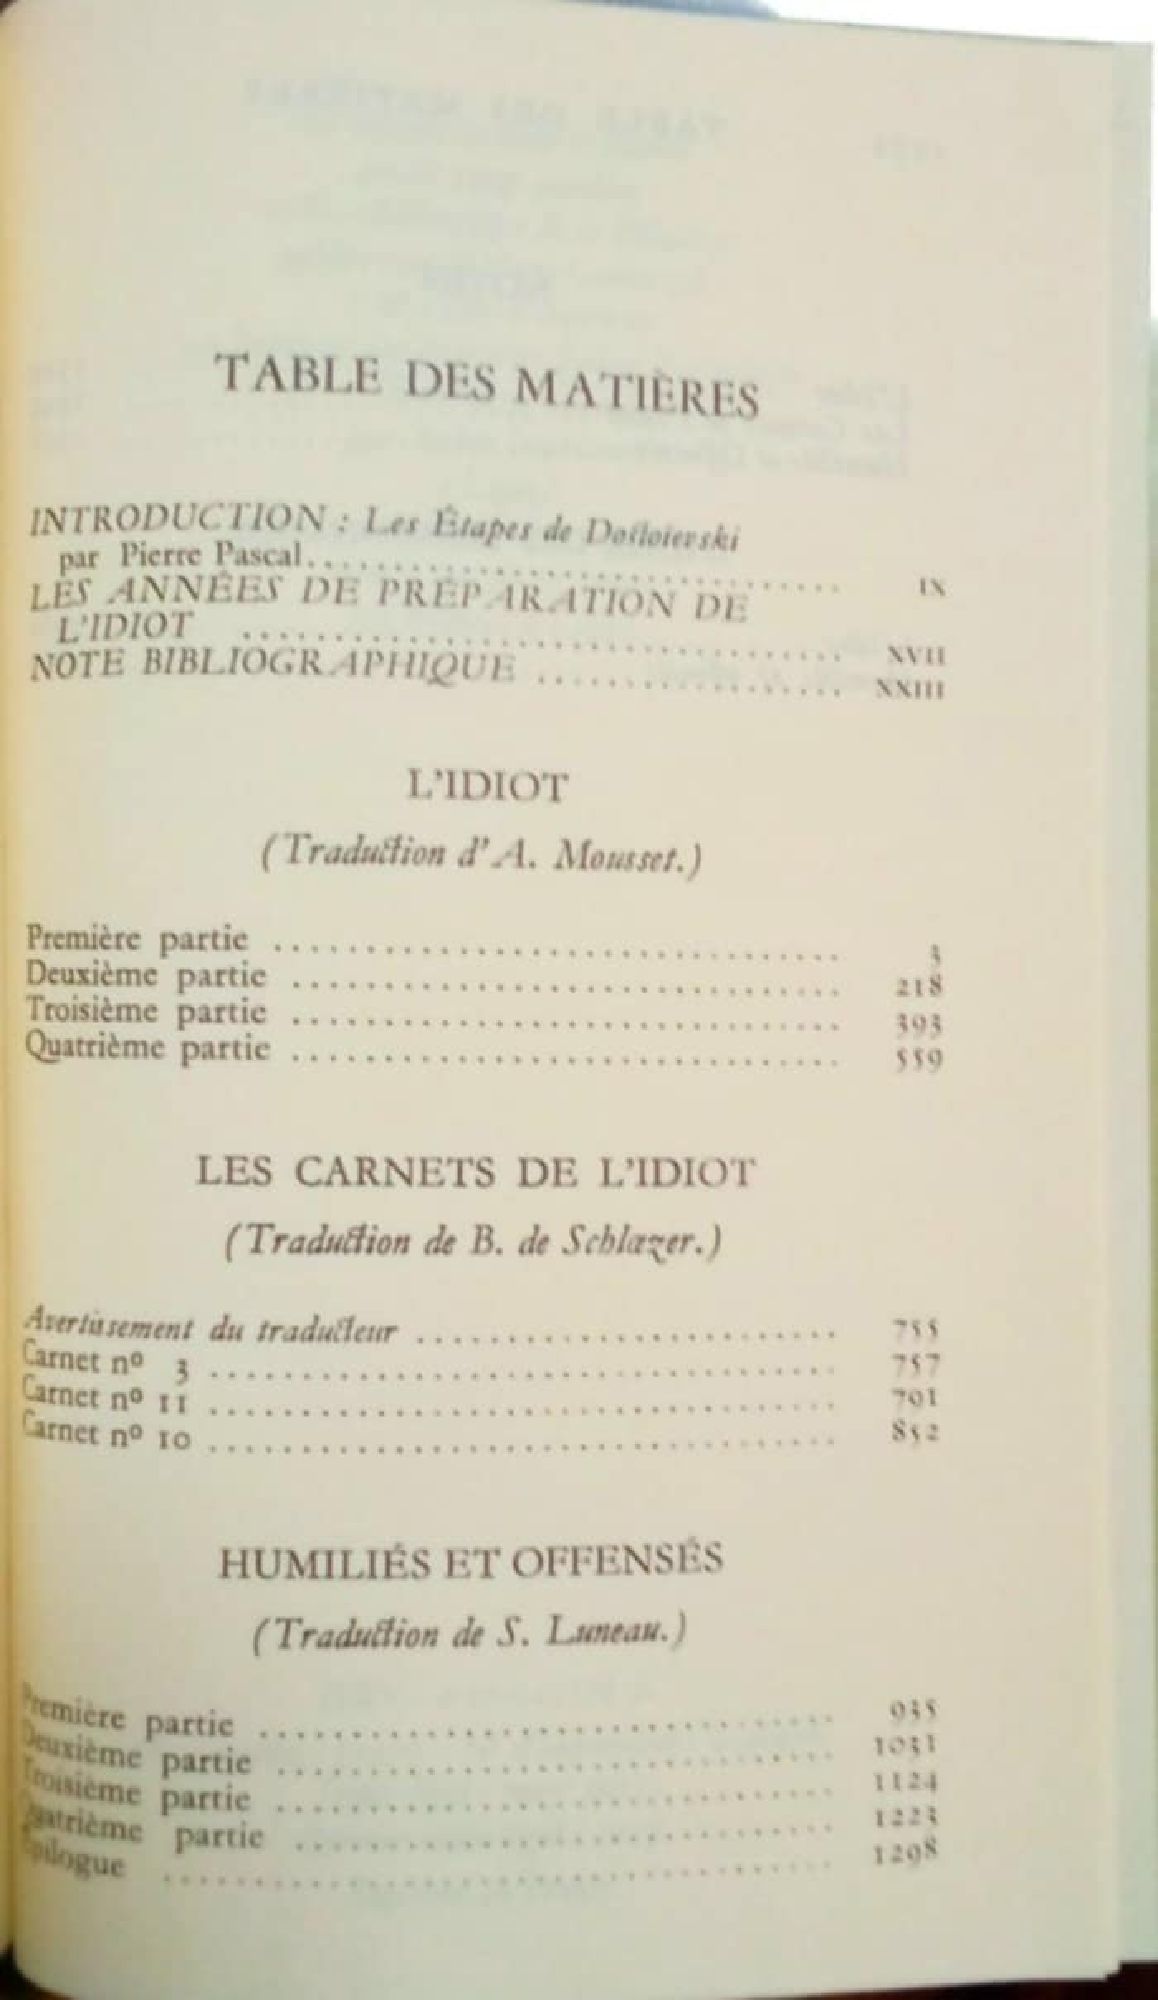 TABLE DES MATIÈRES
INTRODUCTION : Les Étapes de Dostoïevski
par Pierre Pascal.............................. IX
LES ANNÉES DE PRÉPARATION DE
L'IDIOT ................................ XVII
NOTE BIBLIOGRAPHIQUE ................. XXIII
L'IDIOT
(Traduction d'A. Mousset.)
Première partie ............................... 3
Deuxième partie .............................. 218
Troisième partie .............................. 393
Quatrième partie .............................. 559
LES CARNETS DE L'IDIOT
(Traduction de B. de Schlœzer.)
Avertissement du traducteur ....................... 755
Carnet nº 3 .................................. 757
Carnet nº 11 .................................. 791
Carnet nº 10 .................................. 852
HUMILIÉS ET OFFENSÉS
(Traduction de S. Luneau.)
Première partie ............................... 935
Deuxième partie .............................. 1031
Troisième partie .............................. 1124
Quatrième partie ............................. 1223
Épilogue .................................... 1298